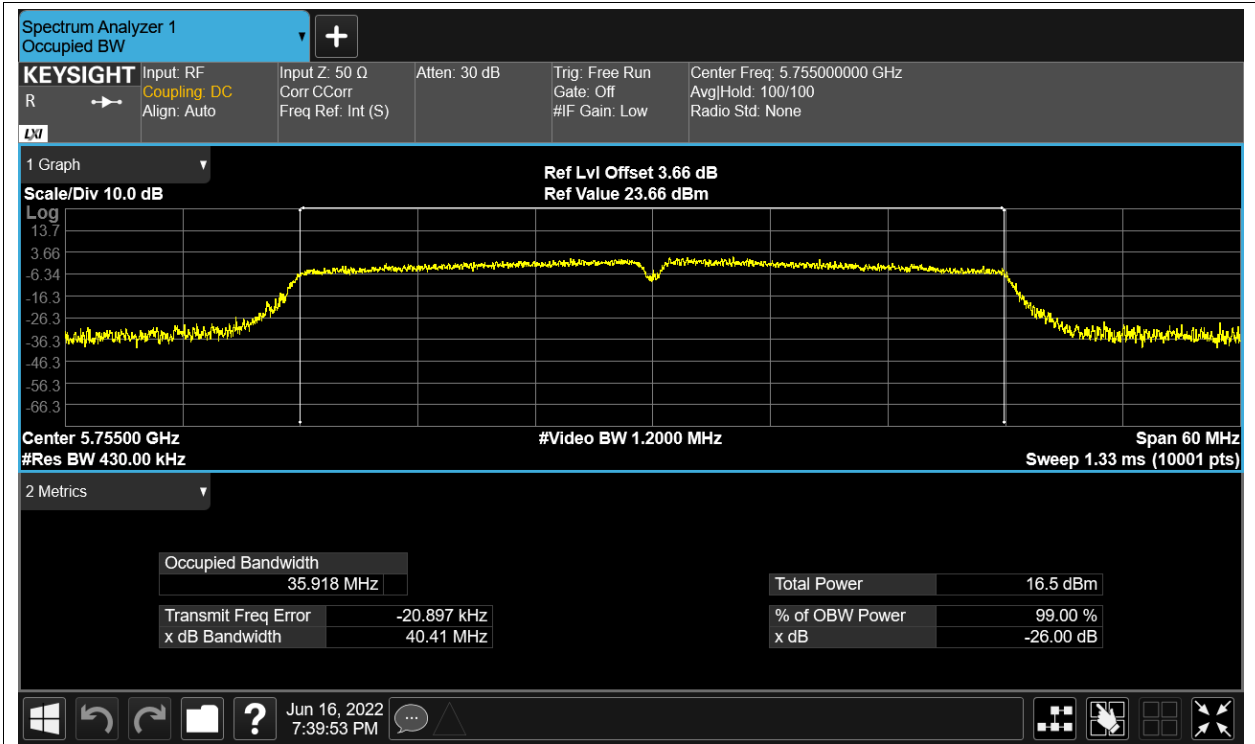 Spectrum Analyzer 1
Occupied BW
+
KEYSIGHT
R
LXI
Input: RF
Coupling: DC
Align: Auto
Input Z: 50 Ω
Corr CCorr
Freq Ref: Int (S)
Atten: 30 dB
Trig: Free Run
Gate: Off
#IF Gain: Low
Center Freq: 5.755000000 GHz
Avg|Hold: 100/100
Radio Std: None
1 Graph
Scale/Div 10.0 dB
Ref Lvl Offset 3.66 dB
Ref Value 23.66 dBm
Log
13.7
3.66
-6.34
-16.3
-26.3
-36.3
-46.3
-56.3
-66.3
Center 5.75500 GHz
#Video BW 1.2000 MHz
Span 60 MHz
#Res BW 430.00 kHz
Sweep 1.33 ms (10001 pts)
2 Metrics
Occupied Bandwidth
35.918 MHz
Total Power 16.5 dBm
Transmit Freq Error -20.897 kHz
% of OBW Power 99.00 %
x dB Bandwidth 40.41 MHz
x dB -26.00 dB
?
Jun 16, 2022
7:39:53 PM